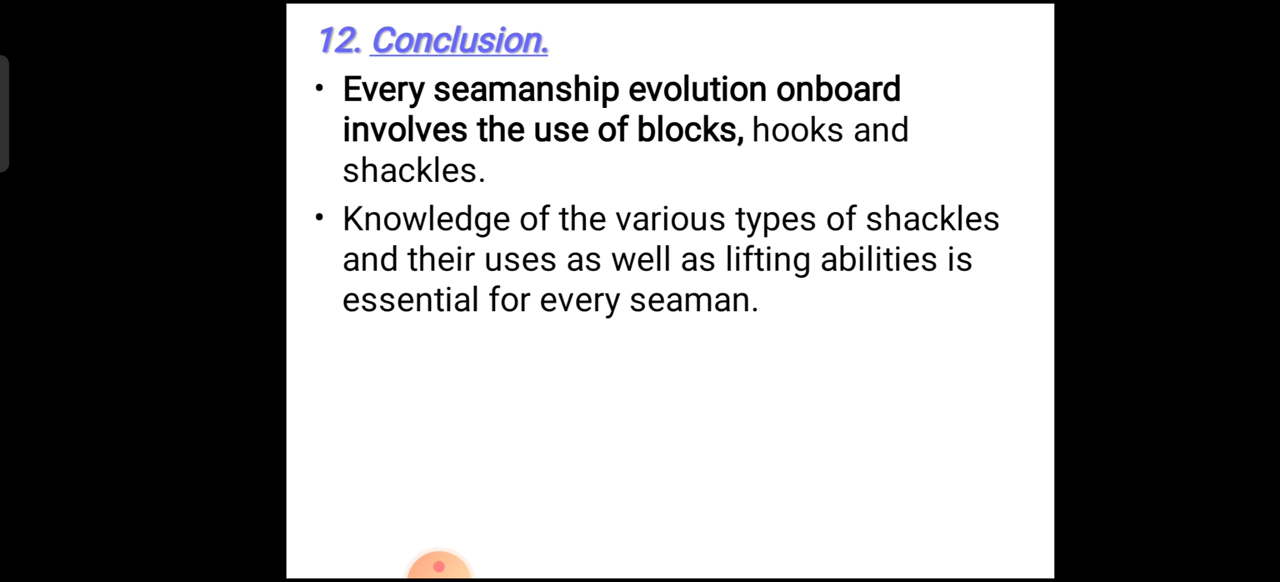 12. Conclusion.
• Every seamanship evolution onboard
involves the use of blocks, hooks and
shackles.
• Knowledge of the various types of shackles
and their uses as well as lifting abilities is
essential for every seaman.